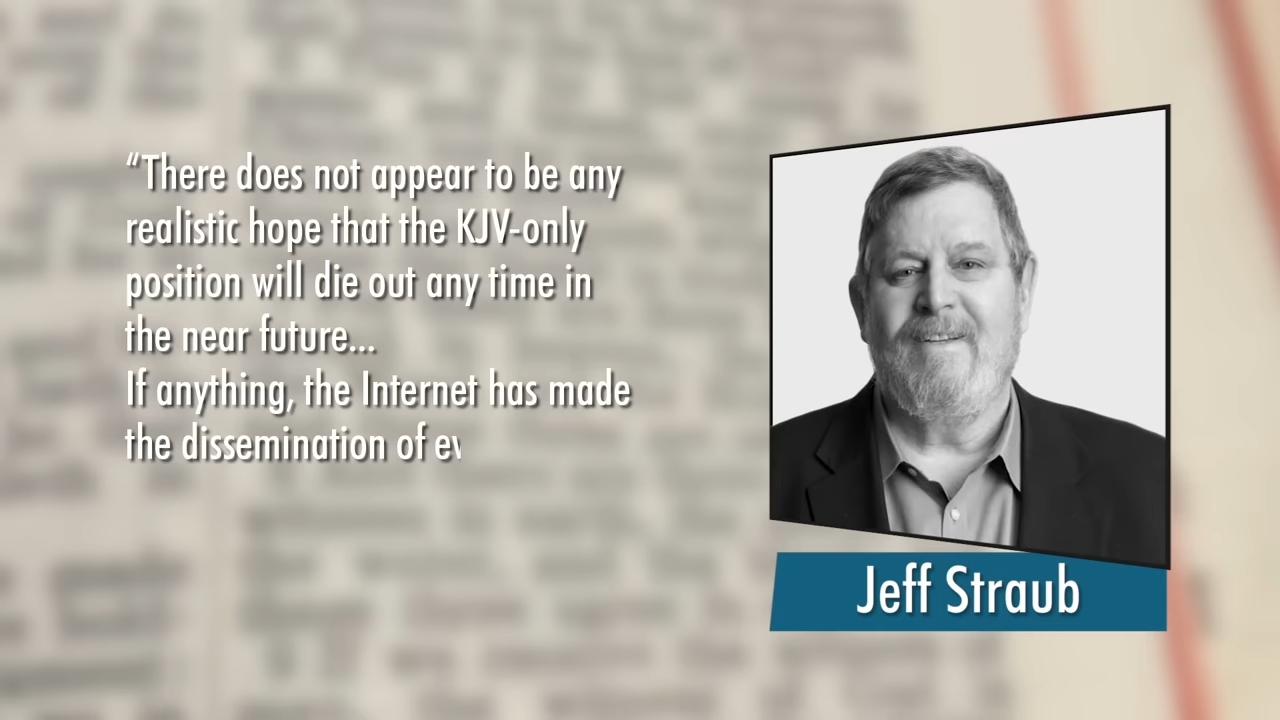 “There does not appear to be any
realistic hope that the KJV-only
position will die out any time in
the near future...
If anything, the Internet has made
the dissemination of ev
Jeff Straub